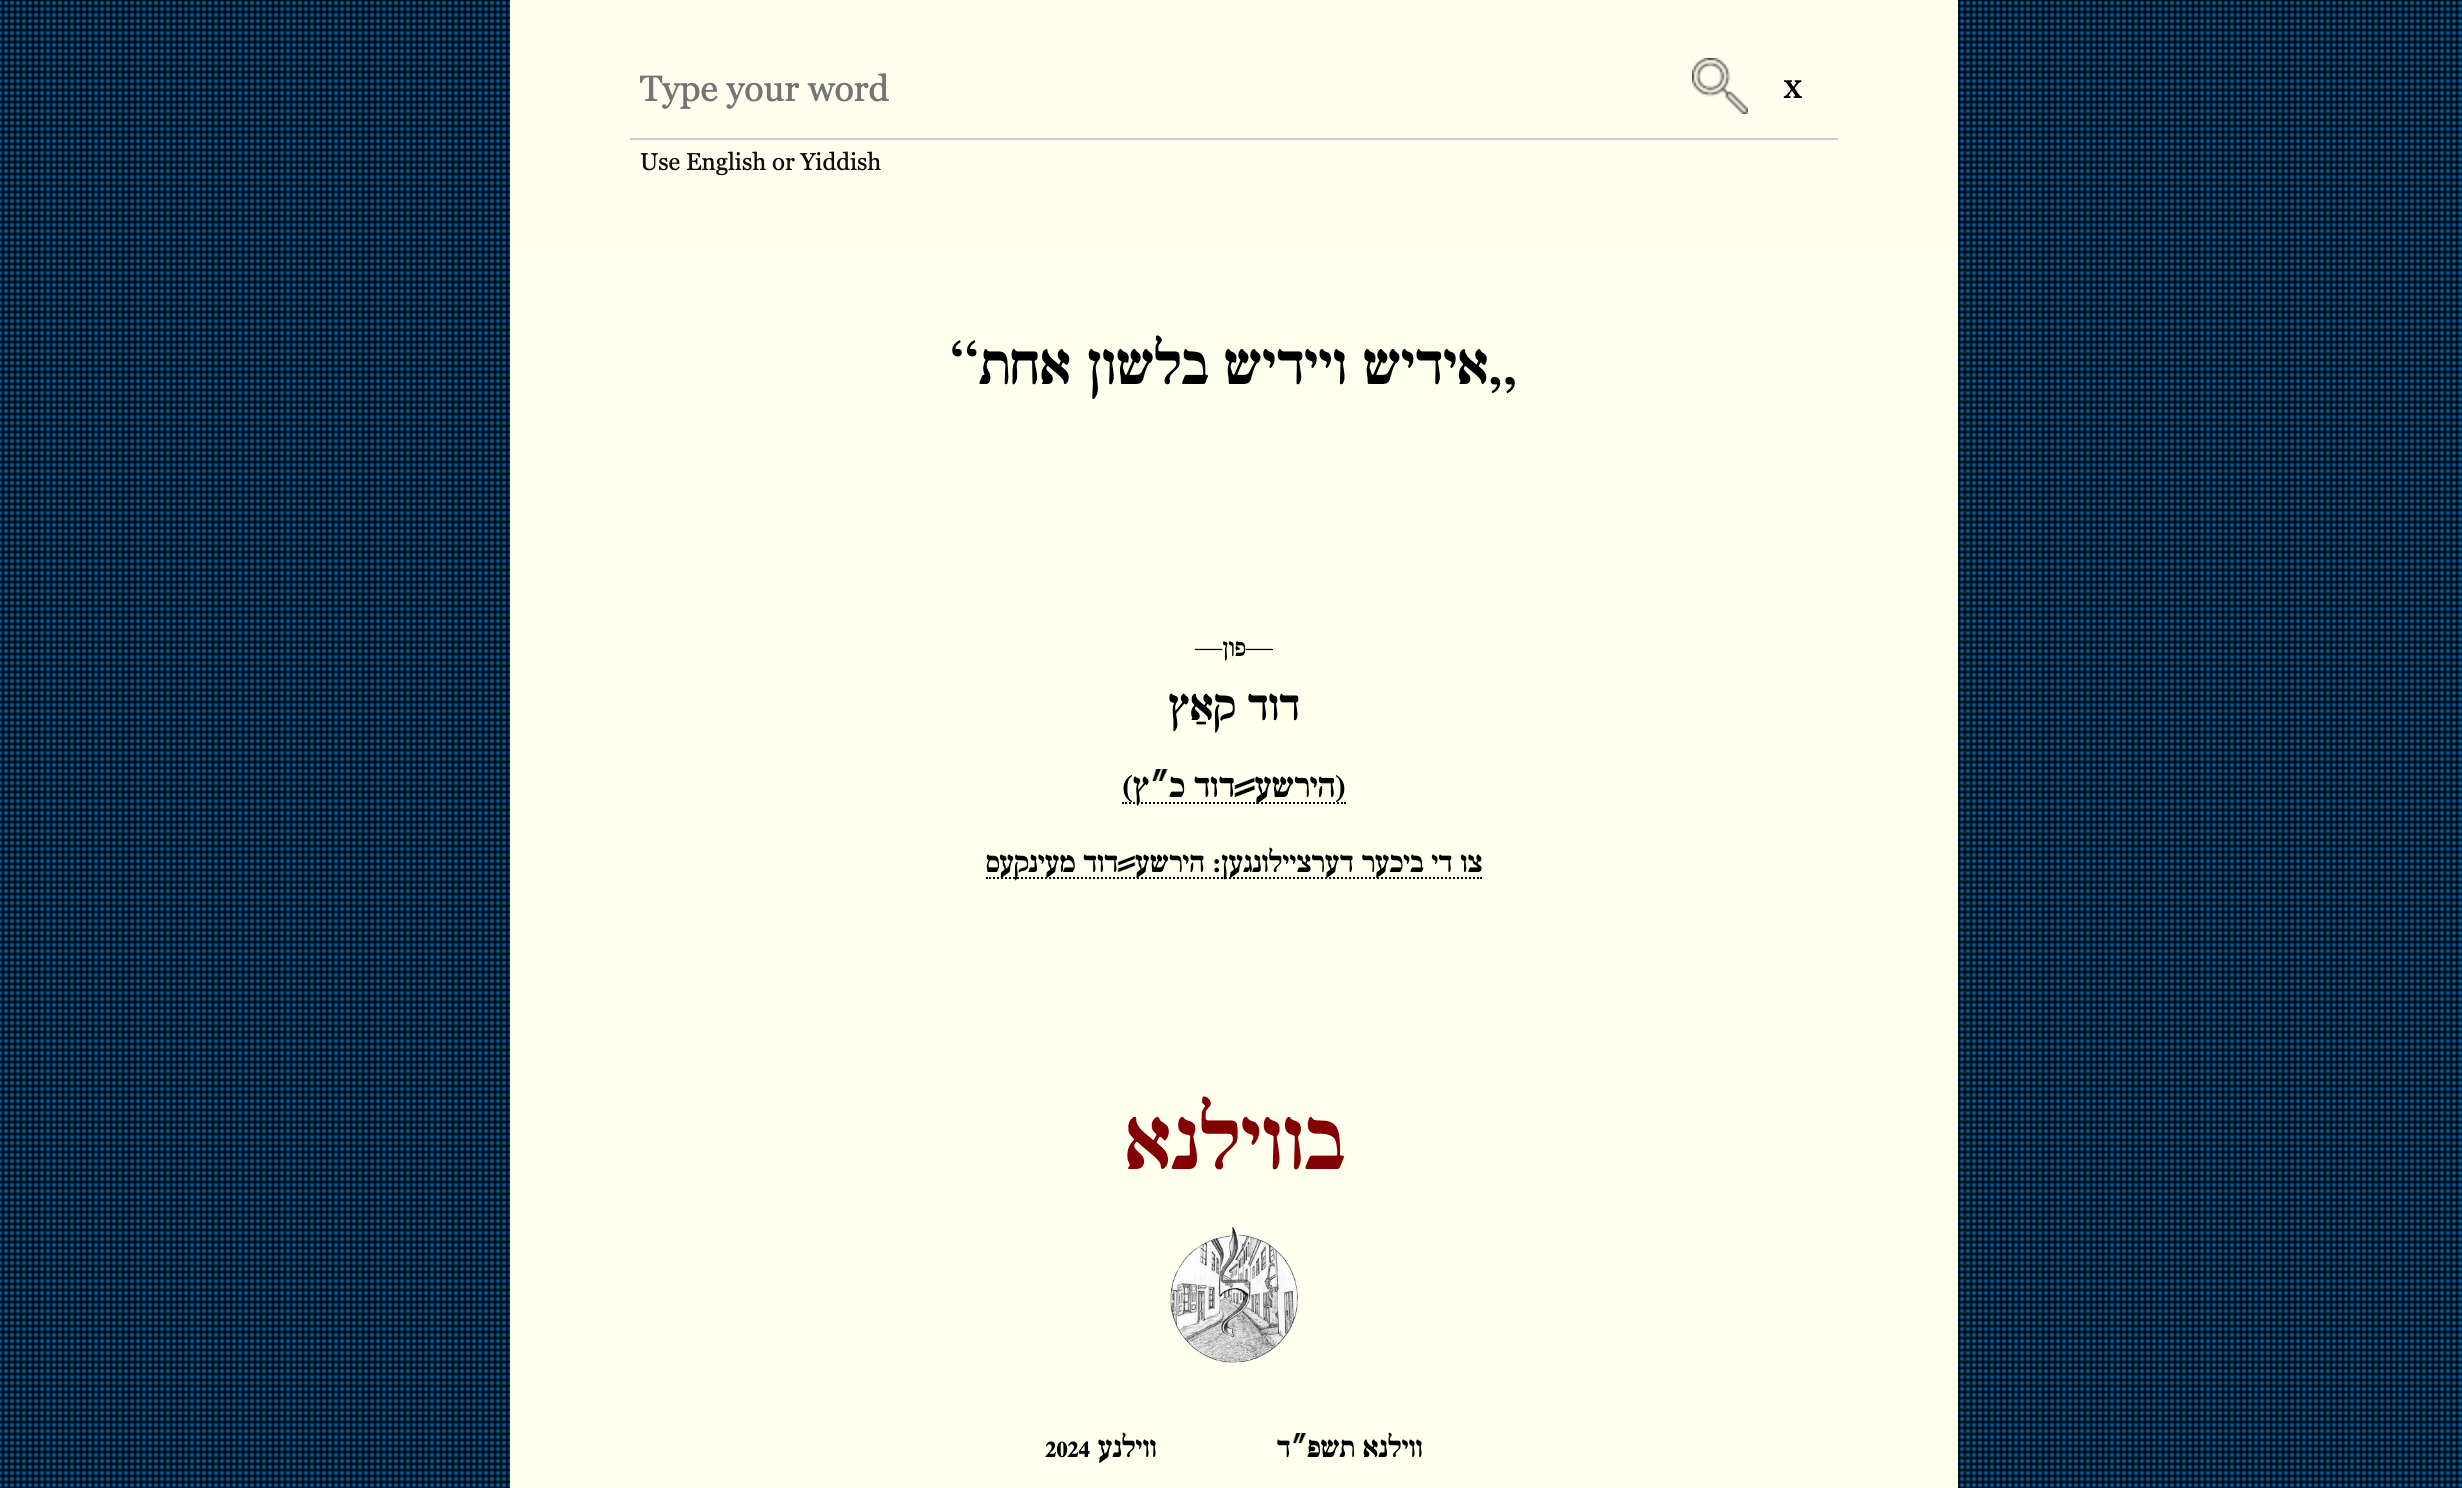 Type your word
X
Use English or Yiddish
„אידיש וויידיש בלשון אחת“
—פון—
דוד קאַץ
(הירשע⸗דוד כ״ץ)
צו די ביכער דערציילונגען: הירשע⸗דוד מעינקעס
בווילנא
ווילנא תשפ״ד ווילנע 2024